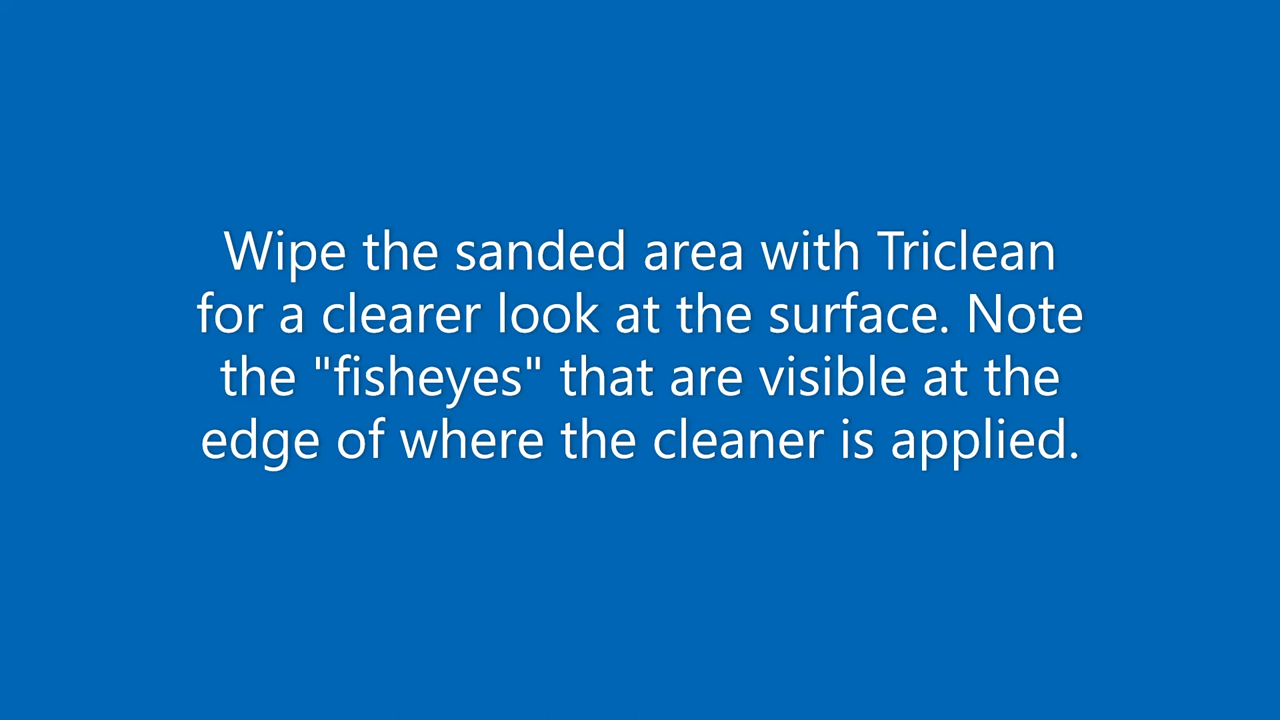 Wipe the sanded area with Triclean
for a clearer look at the surface. Note
the "fisheyes" that are visible at the
edge of where the cleaner is applied.